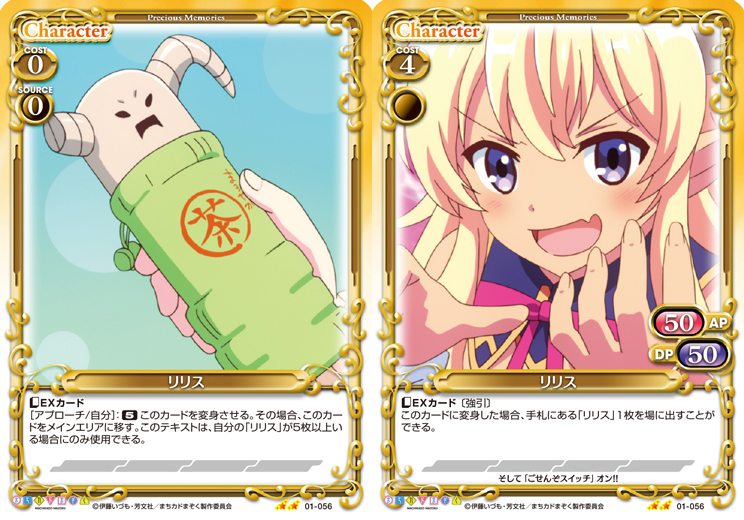 Precious Memories
Character
COST
0
SOURCE
0
茶
リリス
EXカード
[アプローチ/自分]:5このカードを変身させる。その場合、このカー
ドをメインエリアに移す。このテキストは、自分の「リリス」が5枚以上い
る場合にのみ使用できる。
©伊藤いづも・芳文社/まちカドまぞく製作委員会
01-056
Precious Memories
Character
COST
4
50 AP
DP 50
リリス
EXカード [強引]
このカードに変身した場合、手札にある「リリス」1枚を場に出すことが
できる。
そして「ごせんぞスイッチ」オン!!
©伊藤いづも・芳文社/まちカドまぞく製作委員会
01-056